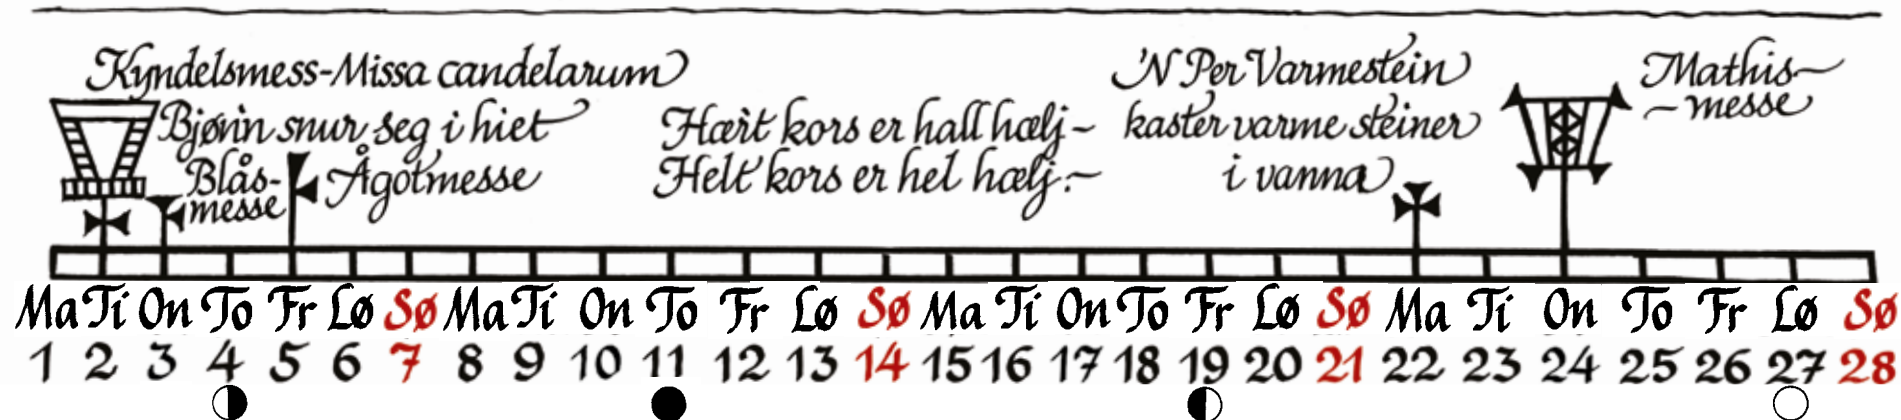 Kyndelsmess-Missa candelarum
Bjønn snur seg i hiet
Blås-
messe
Ågotmesse
Hært kors er hall hælj ~
Helt kors er hel hælj.~
'N Per Varmestein
kaster varme steiner
i vanna
Mathis~
~messe
Ma Ti On To Fr Lø Sø Ma Ti On To Fr Lø Sø Ma Ti On To Fr Lø Sø Ma Ti On To Fr Lø Sø
1 2 3 4 5 6 7 8 9 10 11 12 13 14 15 16 17 18 19 20 21 22 23 24 25 26 27 28